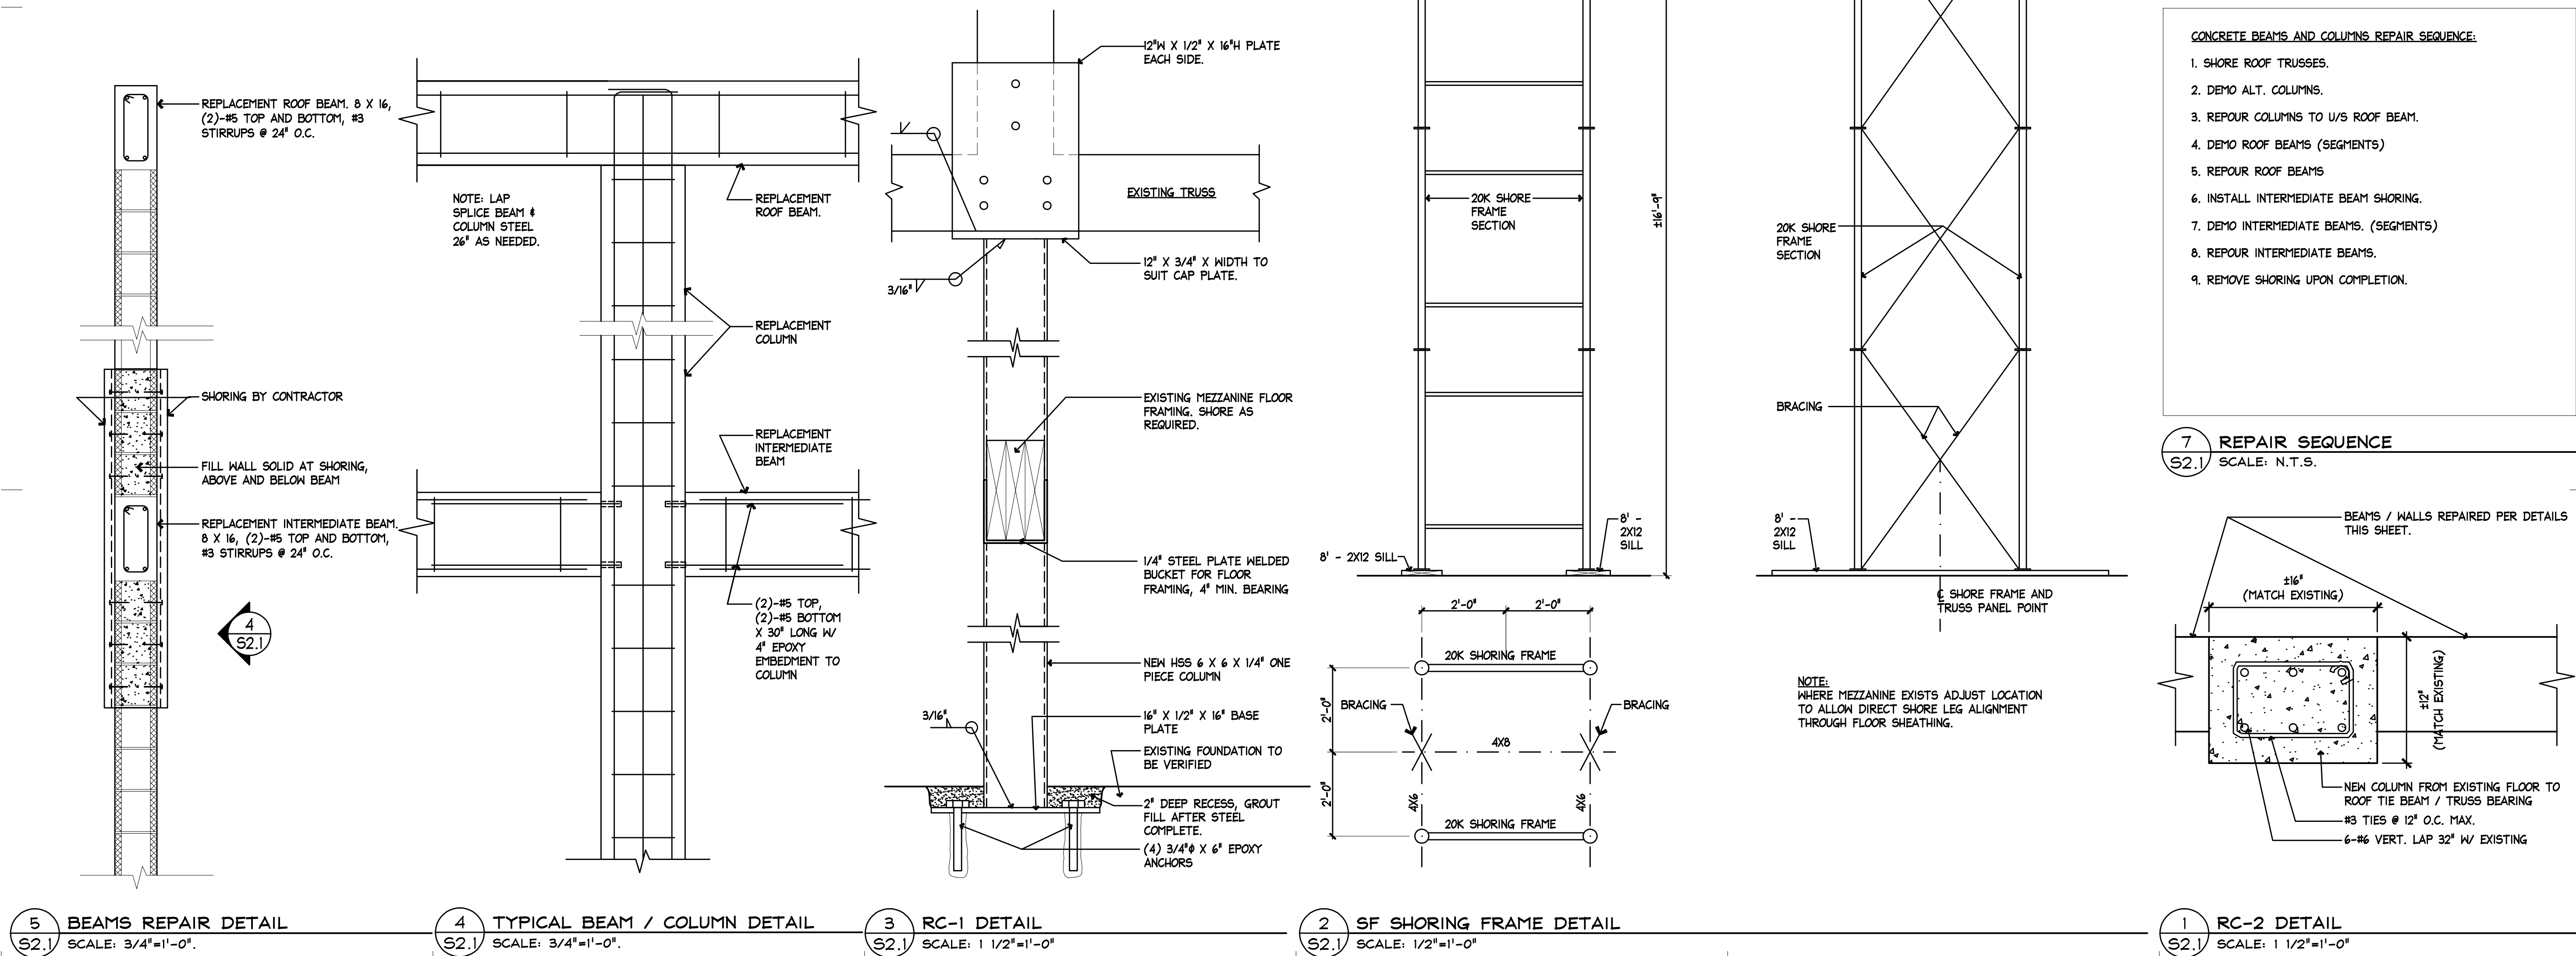 REPLACEMENT ROOF BEAM. 8 X 16,
(2)-#5 TOP AND BOTTOM, #3
STIRRUPS @ 24" O.C.
SHORING BY CONTRACTOR
FILL WALL SOLID AT SHORING,
ABOVE AND BELOW BEAM
REPLACEMENT INTERMEDIATE BEAM.
8 X 16, (2)-#5 TOP AND BOTTOM,
#3 STIRRUPS @ 24" O.C.
4
S2.1
5
S2.1
BEAMS REPAIR DETAIL
SCALE: 3/4"=1'-0".
NOTE: LAP
SPLICE BEAM &
COLUMN STEEL
26" AS NEEDED.
REPLACEMENT
ROOF BEAM.
REPLACEMENT
COLUMN
REPLACEMENT
INTERMEDIATE
BEAM
(2)-#5 TOP,
(2)-#5 BOTTOM
X 30" LONG W/
4" EPOXY
EMBEDMENT TO
COLUMN
4
S2.1
TYPICAL BEAM / COLUMN DETAIL
SCALE: 3/4"=1'-0".
12"W X 1/2" X 16"H PLATE
EACH SIDE.
EXISTING TRUSS
12" X 3/4" X WIDTH TO
SUIT CAP PLATE.
3/16"
EXISTING MEZZANINE FLOOR
FRAMING. SHORE AS
REQUIRED.
1/4" STEEL PLATE WELDED
BUCKET FOR FLOOR
FRAMING, 4" MIN. BEARING
NEW HSS 6 X 6 X 1/4" ONE
PIECE COLUMN
3/16"
16" X 1/2" X 16" BASE
PLATE
EXISTING FOUNDATION TO
BE VERIFIED
2" DEEP RECESS, GROUT
FILL AFTER STEEL
COMPLETE.
(4) 3/4"ϕ X 6" EPOXY
ANCHORS
3
S2.1
RC-1 DETAIL
SCALE: 1 1/2"=1'-0"
20K SHORE
FRAME
SECTION
±16'-9"
8' - 2X12 SILL
8' -
2X12
SILL
2'-0"
2'-0"
20K SHORING FRAME
2'-0"
BRACING
BRACING
4X8
2'-0"
4X6
4X6
20K SHORING FRAME
20K SHORE
FRAME
SECTION
BRACING
8' -
2X12
SILL
℄ SHORE FRAME AND
TRUSS PANEL POINT
NOTE:
WHERE MEZZANINE EXISTS ADJUST LOCATION
TO ALLOW DIRECT SHORE LEG ALIGNMENT
THROUGH FLOOR SHEATHING.
2
S2.1
SF SHORING FRAME DETAIL
SCALE: 1/2"=1'-0"
CONCRETE BEAMS AND COLUMNS REPAIR SEQUENCE:
1. SHORE ROOF TRUSSES.
2. DEMO ALT. COLUMNS.
3. REPOUR COLUMNS TO U/S ROOF BEAM.
4. DEMO ROOF BEAMS (SEGMENTS)
5. REPOUR ROOF BEAMS
6. INSTALL INTERMEDIATE BEAM SHORING.
7. DEMO INTERMEDIATE BEAMS. (SEGMENTS)
8. REPOUR INTERMEDIATE BEAMS.
9. REMOVE SHORING UPON COMPLETION.
7
S2.1
REPAIR SEQUENCE
SCALE: N.T.S.
BEAMS / WALLS REPAIRED PER DETAILS
THIS SHEET.
±16"
(MATCH EXISTING)
±12"
(MATCH EXISTING)
NEW COLUMN FROM EXISTING FLOOR TO
ROOF TIE BEAM / TRUSS BEARING
#3 TIES @ 12" O.C. MAX.
6-#6 VERT. LAP 32" W/ EXISTING
1
S2.1
RC-2 DETAIL
SCALE: 1 1/2"=1'-0"